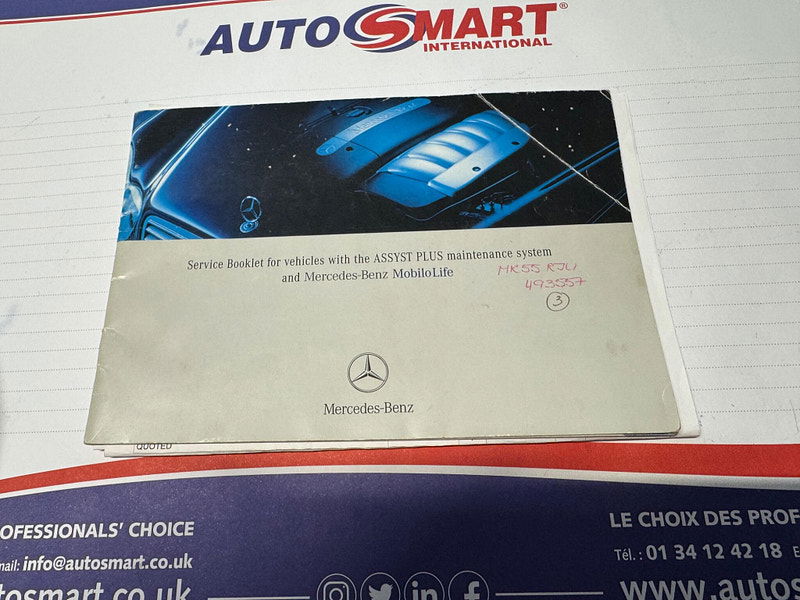 AUTOSMART®
INTERNATIONAL
Service Booklet for vehicles with the ASSYST PLUS maintenance system
and Mercedes-Benz MobiloLife
MK55 RJU
493557
3
Mercedes-Benz
QUOTED
OFESSIONALS' CHOICE
LE CHOIX DES PROF
mail: info@autosmart.co.uk
Tél.: 01 34 12 42 18 E
tosmart.co.uk
www.autos